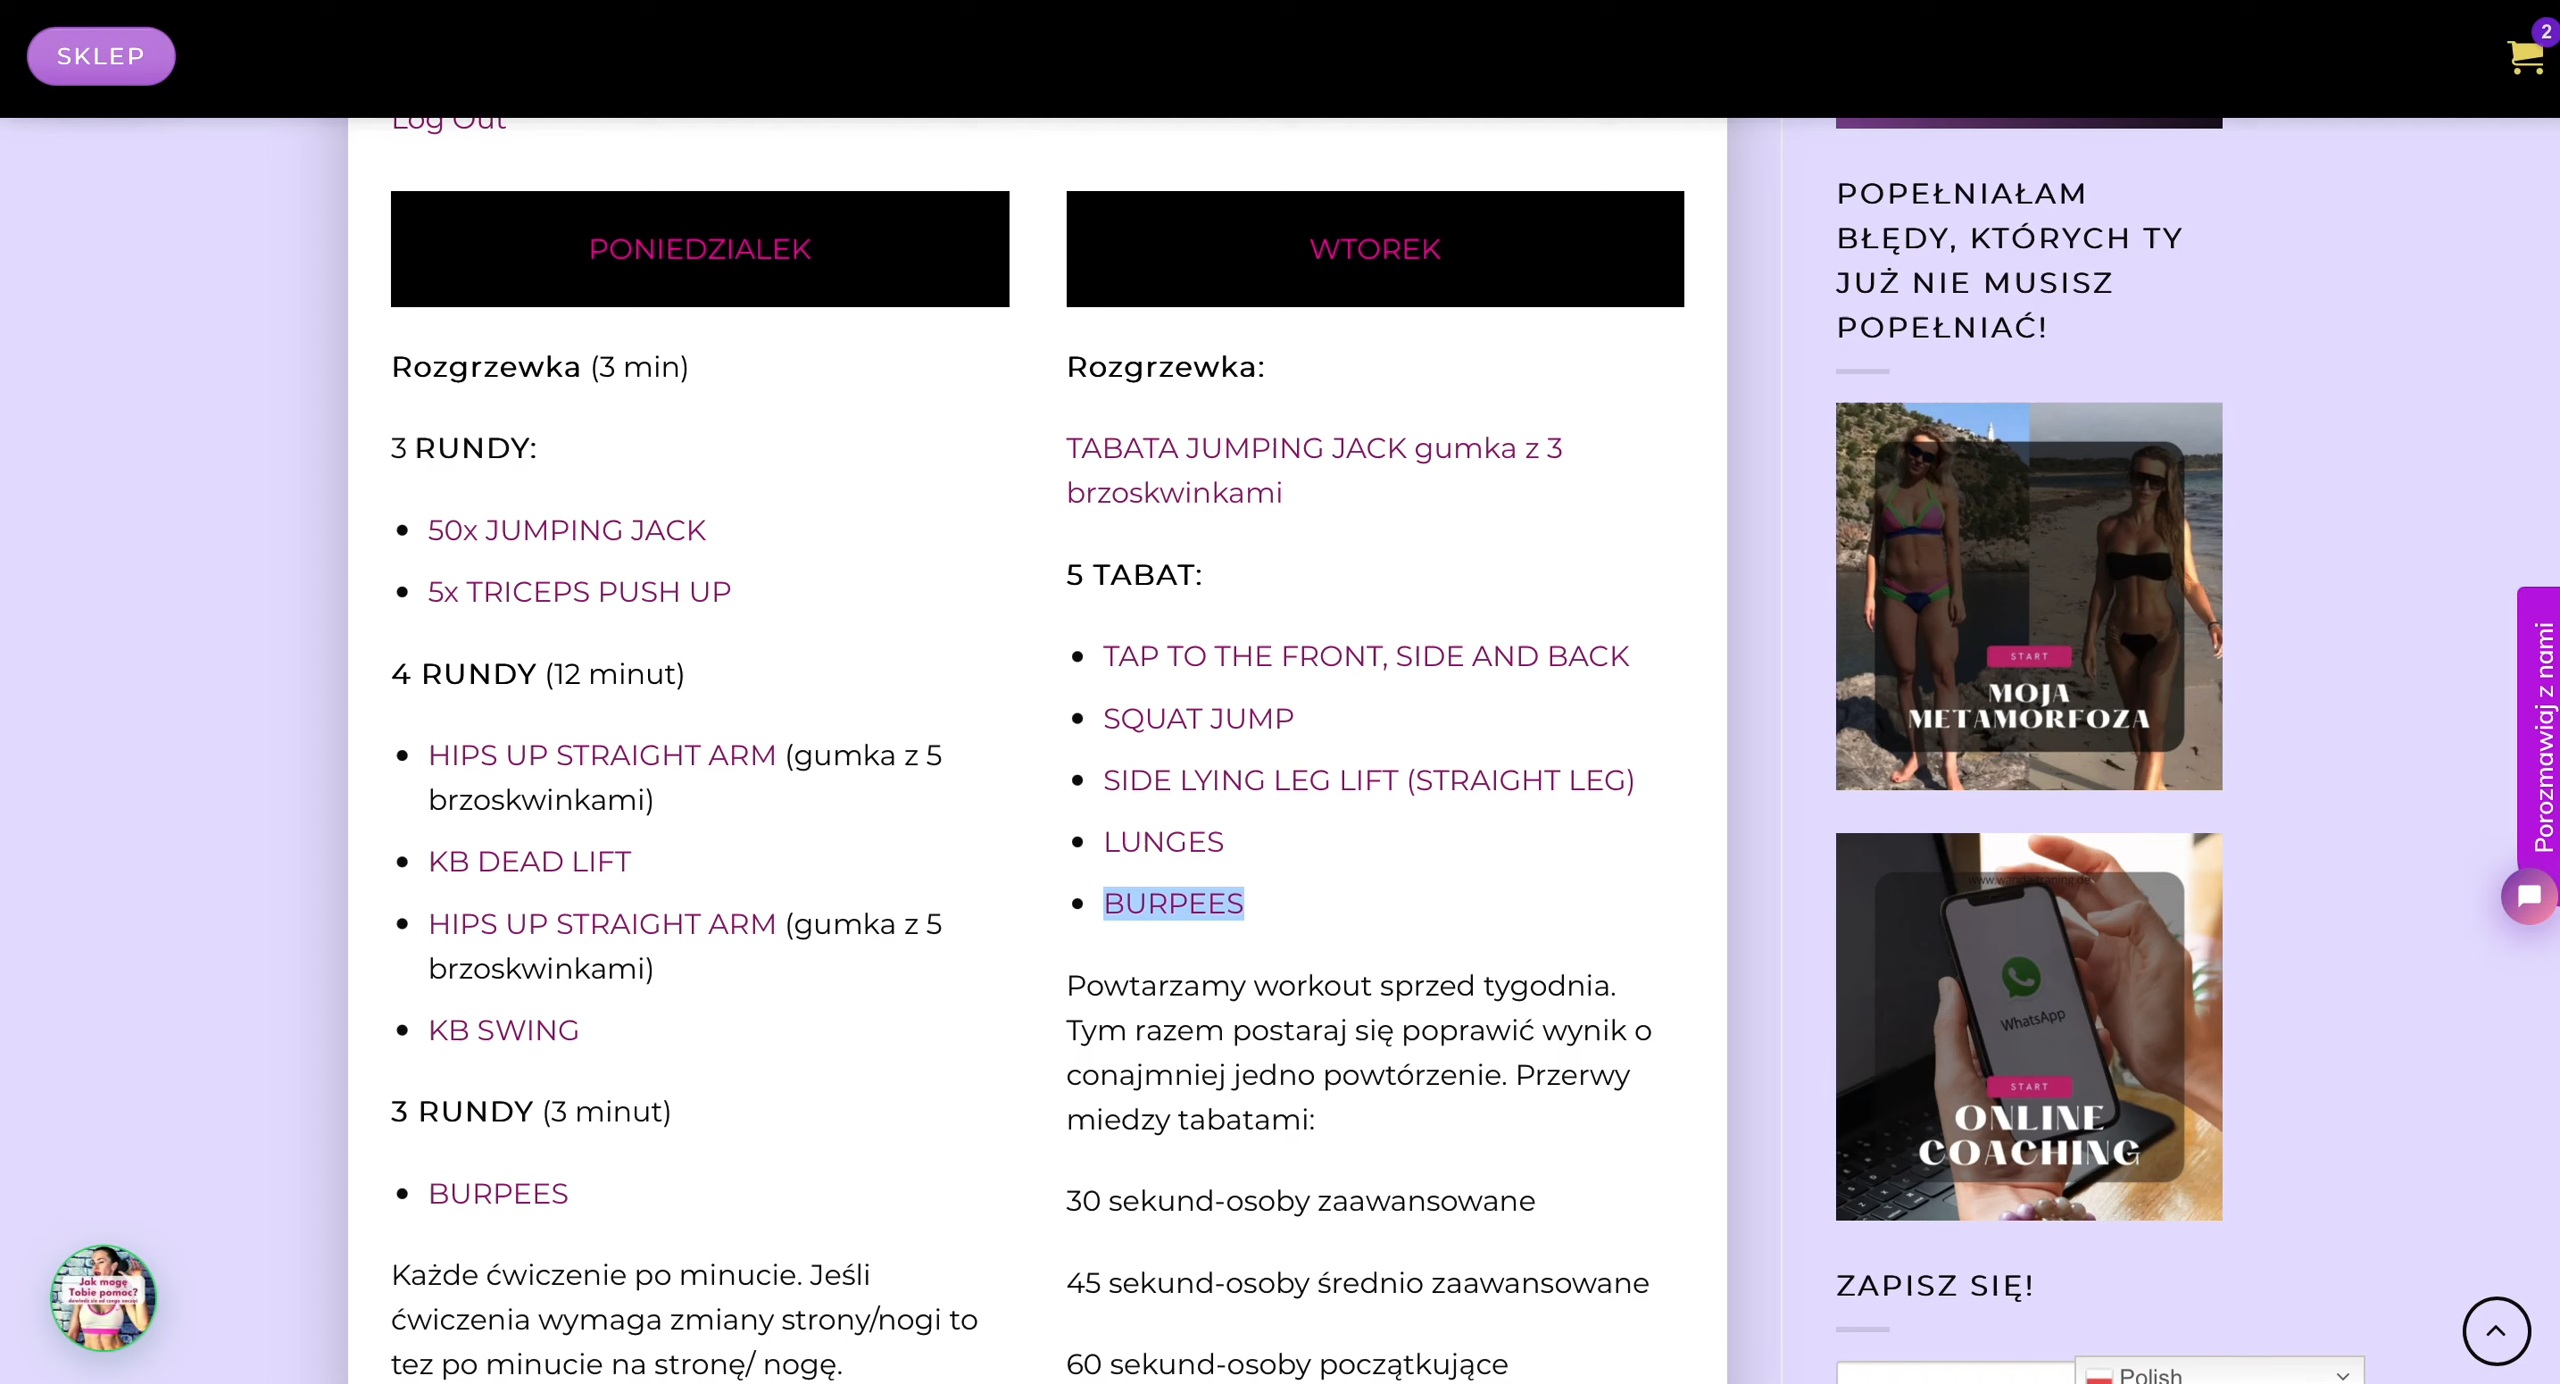 SKLEP
2
Log Out
PONIEDZIALEK
Rozgrzewka (3 min)
3 RUNDY:
50x JUMPING JACK
5x TRICEPS PUSH UP
4 RUNDY (12 minut)
HIPS UP STRAIGHT ARM (gumka z 5
brzoskwinkami)
KB DEAD LIFT
HIPS UP STRAIGHT ARM (gumka z 5
brzoskwinkami)
KB SWING
3 RUNDY (3 minut)
BURPEES
Każde ćwiczenie po minucie. Jeśli
ćwiczenia wymaga zmiany strony/nogi to
tez po minucie na stronę/ nogę.
WTOREK
Rozgrzewka:
TABATA JUMPING JACK gumka z 3
brzoskwinkami
5 TABAT:
TAP TO THE FRONT, SIDE AND BACK
SQUAT JUMP
SIDE LYING LEG LIFT (STRAIGHT LEG)
LUNGES
BURPEES
Powtarzamy workout sprzed tygodnia.
Tym razem postaraj się poprawić wynik o
conajmniej jedno powtórzenie. Przerwy
miedzy tabatami:
30 sekund-osoby zaawansowane
45 sekund-osoby średnio zaawansowane
60 sekund-osoby początkujące
POPEŁNIAŁAM
BŁĘDY, KTÓRYCH TY
JUŻ NIE MUSISZ
POPEŁNIAĆ!
START
MOJA
METAMORFOZA
WhatsApp
START
ONLINE
COACHING
ZAPISZ SIĘ!
Polish
Porozmawiaj z nami
Jak mogę
Tobie pomoc?